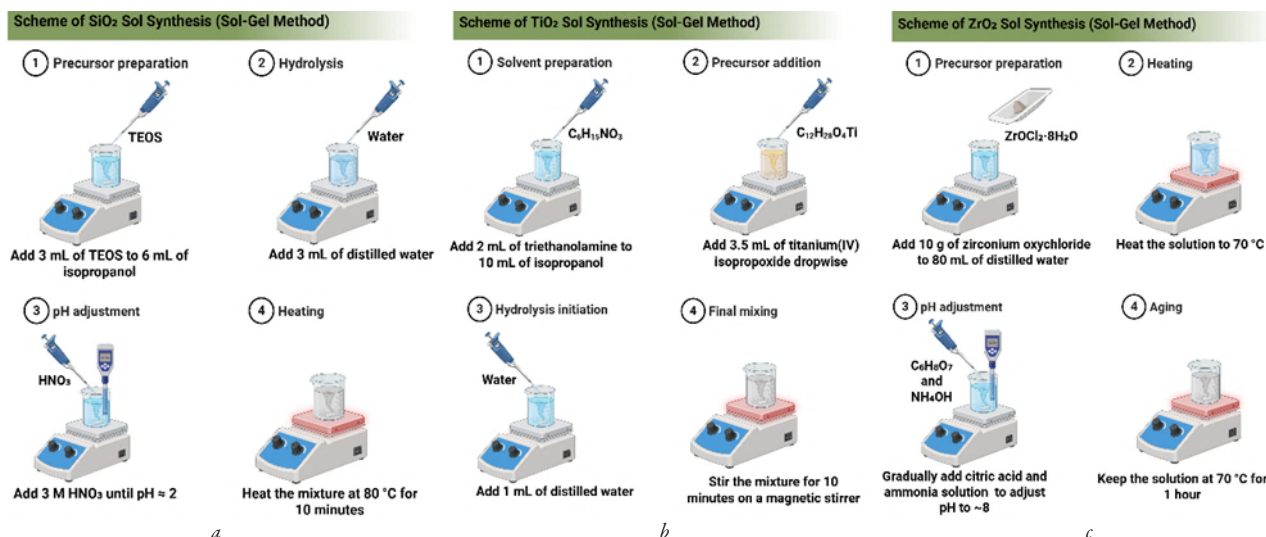 Scheme of SiO₂ Sol Synthesis (Sol-Gel Method)
1 Precursor preparation
TEOS
Add 3 mL of TEOS to 6 mL of
isopropanol
2 Hydrolysis
Water
Add 3 mL of distilled water
3 pH adjustment
HNO₃
Add 3 M HNO₃ until pH ≈ 2
4 Heating
Heat the mixture at 80 °C for
10 minutes
a
Scheme of TiO₂ Sol Synthesis (Sol-Gel Method)
1 Solvent preparation
C₆H₁₅NO₃
Add 2 mL of triethanolamine to
10 mL of isopropanol
2 Precursor addition
C₁₂H₂₈O₄Ti
Add 3.5 mL of titanium(IV)
isopropoxide dropwise
3 Hydrolysis initiation
Water
Add 1 mL of distilled water
4 Final mixing
Stir the mixture for 10
minutes on a magnetic stirrer
b
Scheme of ZrO₂ Sol Synthesis (Sol-Gel Method)
1 Precursor preparation
ZrOCl₂·8H₂O
Add 10 g of zirconium oxychloride
to 80 mL of distilled water
2 Heating
Heat the solution to 70 °C
3 pH adjustment
C₆H₈O₇
and
NH₄OH
Gradually add citric acid and
ammonia solution to adjust
pH to ~8
4 Aging
Keep the solution at 70 °C for
1 hour
c